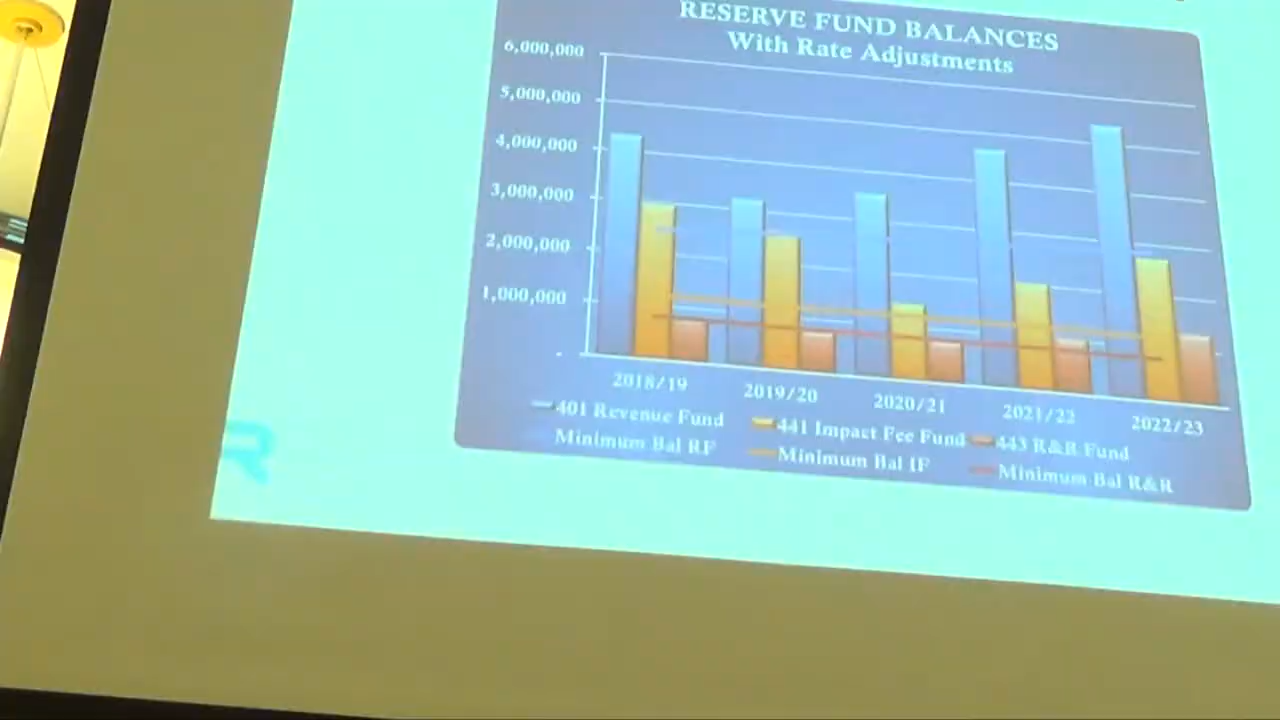 RESERVE FUND BALANCES
With Rate Adjustments
6,000,000
5,000,000
4,000,000
3,000,000
2,000,000
1,000,000
-
2018/19 2019/20 2020/21 2021/22 2022/23
401 Revenue Fund 441 Impact Fee Fund 443 R&R Fund
Minimum Bal RF Minimum Bal IF Minimum Bal R&R
R